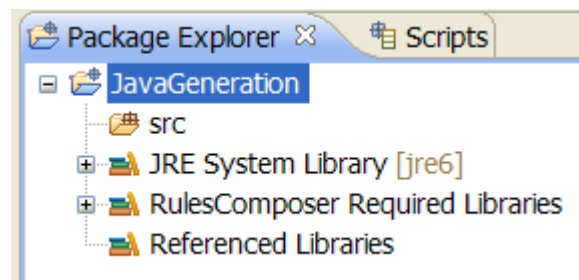 Package Explorer Scripts
JavaGeneration
src
JRE System Library [jre6]
RulesComposer Required Libraries
Referenced Libraries